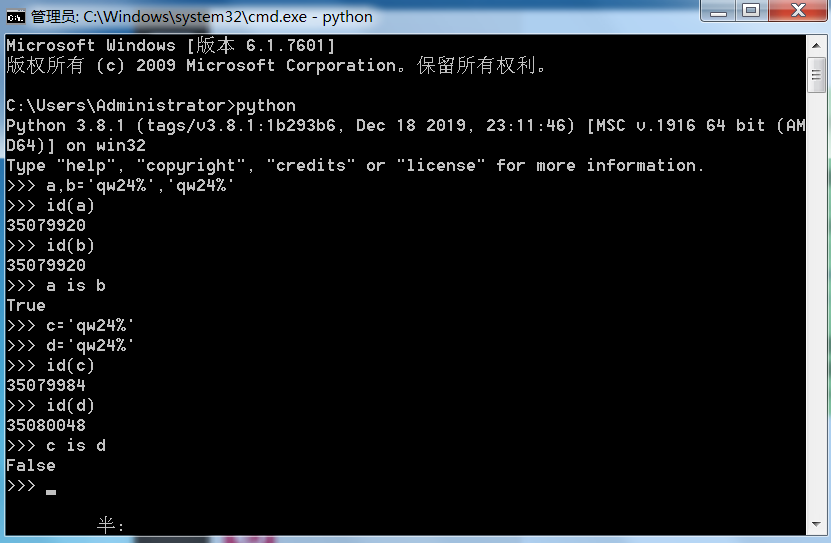 管理员: C:\Windows\system32\cmd.exe - python
Microsoft Windows [版本 6.1.7601]
版权所有 (c) 2009 Microsoft Corporation。保留所有权利。
C:\Users\Administrator>python
Python 3.8.1 (tags/v3.8.1:1b293b6, Dec 18 2019, 23:11:46) [MSC v.1916 64 bit (AM
D64)] on win32
Type "help", "copyright", "credits" or "license" for more information.
>>> a,b='qw24%','qw24%'
>>> id(a)
35079920
>>> id(b)
35079920
>>> a is b
True
>>> c='qw24%'
>>> d='qw24%'
>>> id(c)
35079984
>>> id(d)
35080048
>>> c is d
False
>>>
半: